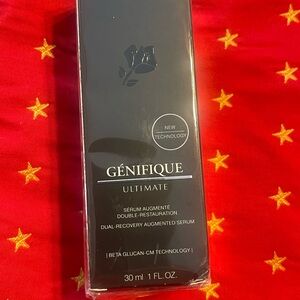 NEW
TECHNOLOGY
GÉNIFIQUE
ULTIMATE
SÉRUM AUGMENTÉ
DOUBLE-RESTAURATION
DUAL-RECOVERY AUGMENTED SERUM
[ BETA GLUCAN-CM TECHNOLOGY ]
30 ml 1 FL.OZ.